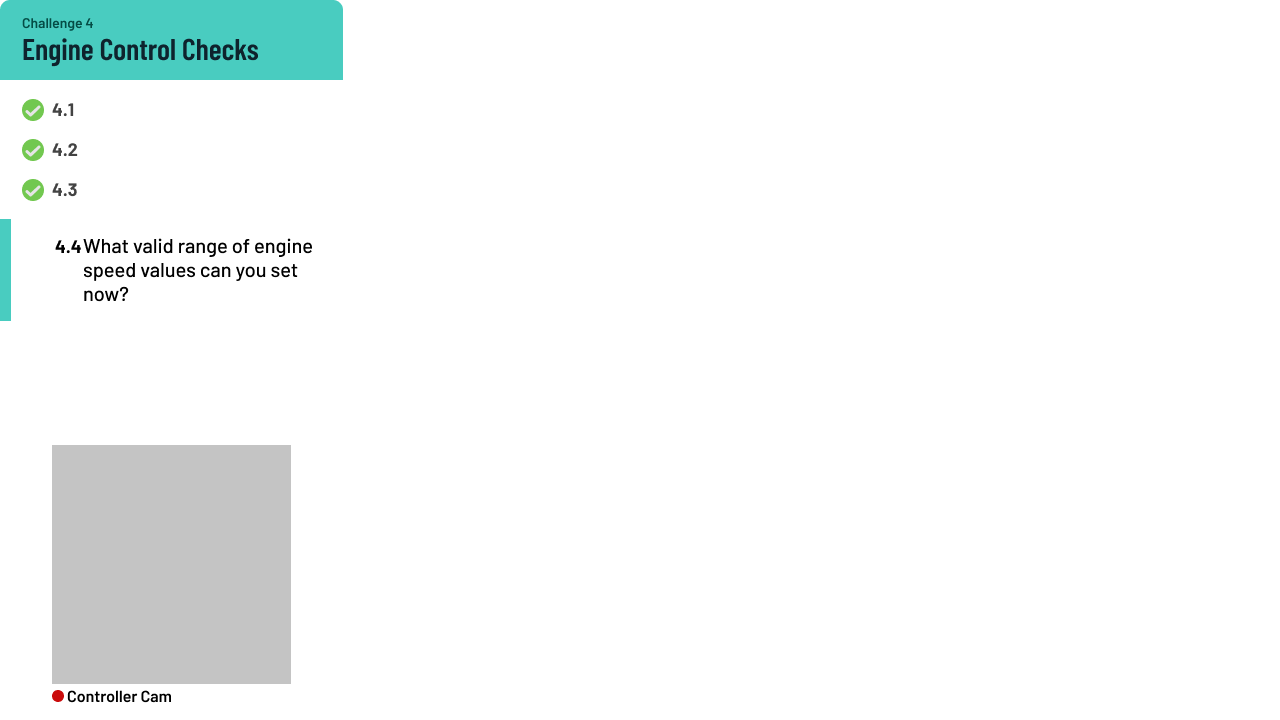 Challenge 4
Engine Control Checks
4.1
4.2
4.3
4.4 What valid range of engine
speed values can you set
now?
Controller Cam